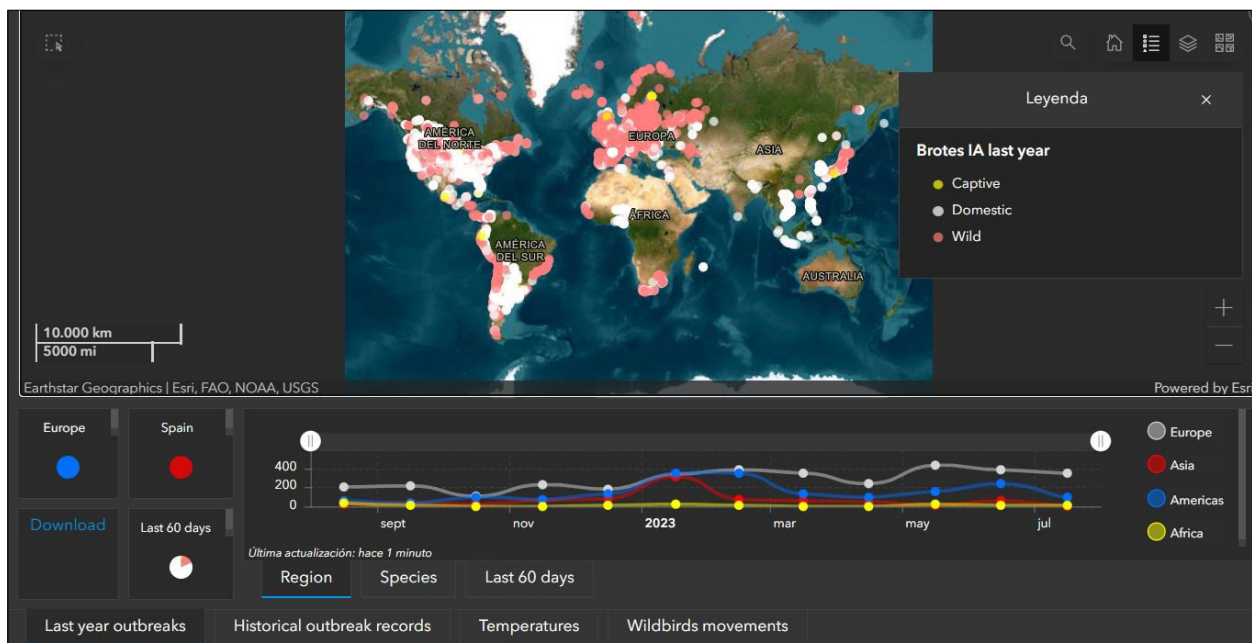 Leyenda
Brotes IA last year
Captive
Domestic
Wild
AMÉRICA
DEL NORTE
EUROPA
ASIA
ÁFRICA
AMÉRICA
DEL SUR
AUSTRALIA
10.000 km
5000 mi
Earthstar Geographics | Esri, FAO, NOAA, USGS
Powered by Esri
Europe
Spain
Download
Last 60 days
400
200
0
sept
nov
2023
mar
may
jul
Europe
Asia
Americas
Africa
Última actualización: hace 1 minuto
Region
Species
Last 60 days
Last year outbreaks
Historical outbreak records
Temperatures
Wildbirds movements